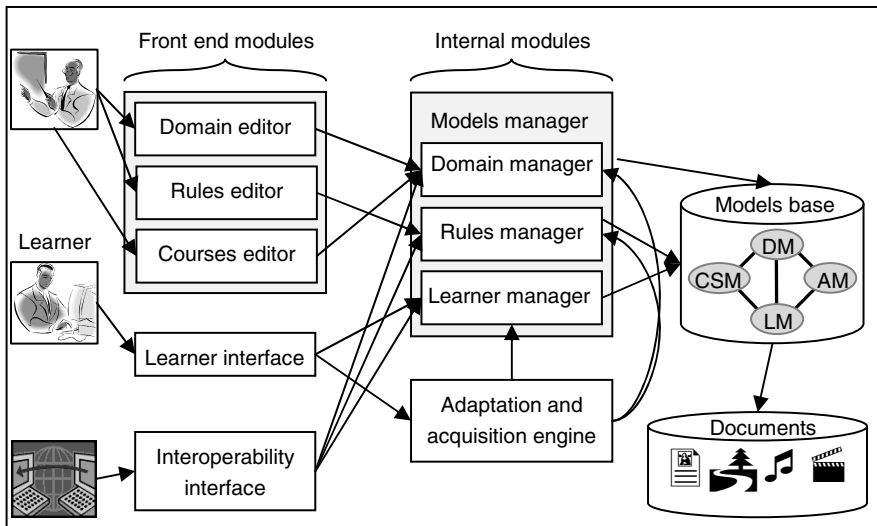 Front end modules
Internal modules
Domain editor
Rules editor
Courses editor
Models manager
Domain manager
Rules manager
Learner manager
Models base
DM
CSM
AM
LM
Learner
Learner interface
Interoperability
interface
Adaptation and
acquisition engine
Documents